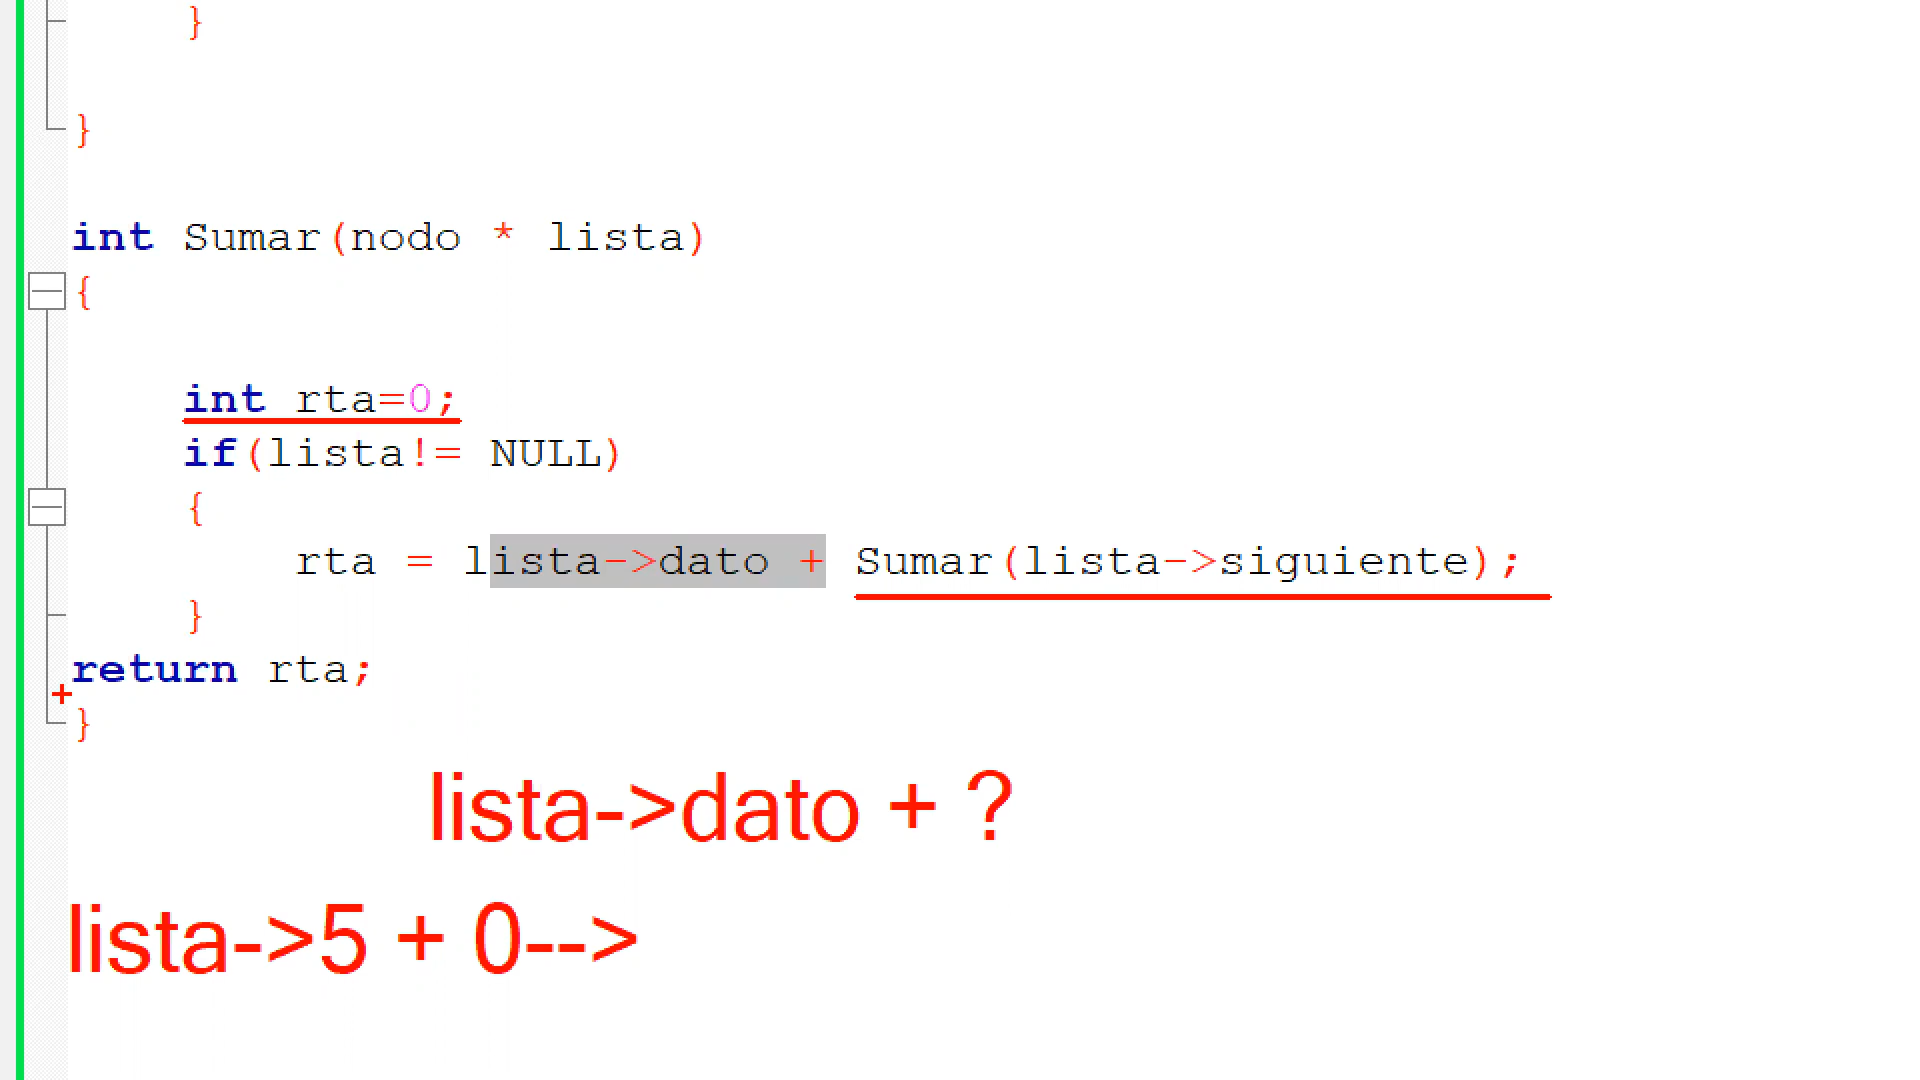 }
}
int Sumar(nodo * lista)
{
int rta=0;
if(lista!= NULL)
{
rta = lista->dato + Sumar(lista->siguiente);
}
return rta;
}
lista->dato + ?
lista->5 + 0-->